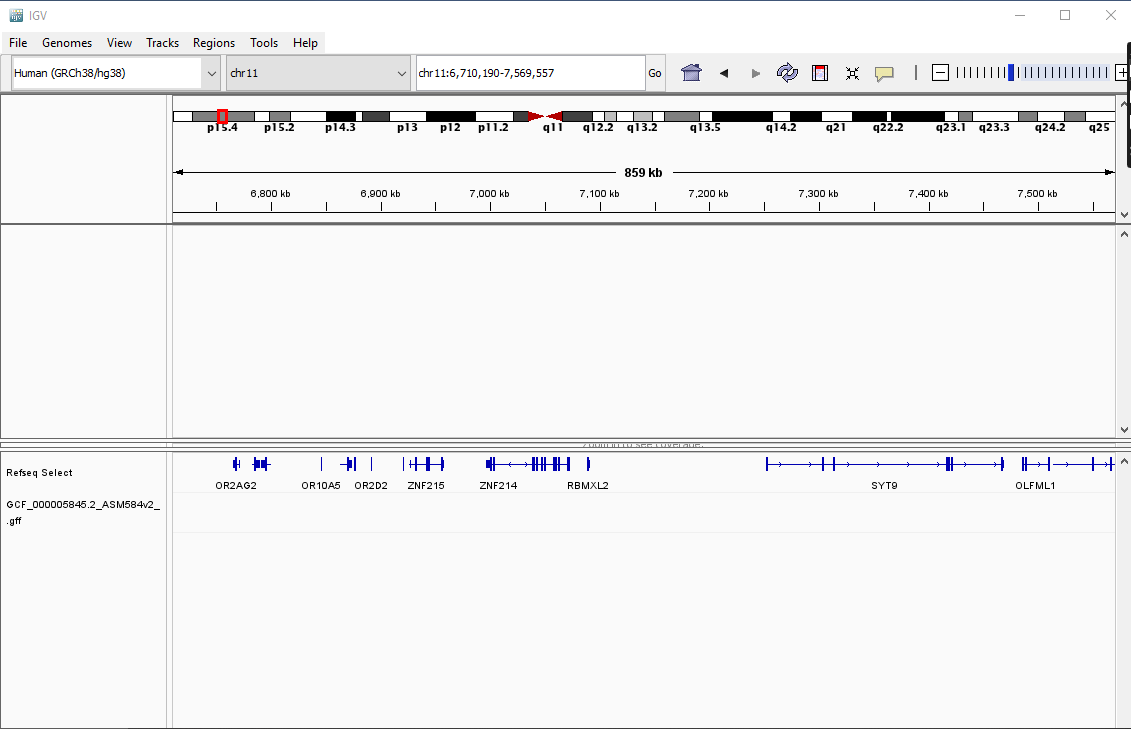 IGV
File Genomes View Tracks Regions Tools Help
Human (GRCh38/hg38) chr11 chr11:6,710,190-7,569,557 Go
p15.4 p15.2 p14.3 p13 p12 p11.2 q11 q12.2 q13.2 q13.5 q14.2 q21 q22.2 q23.1 q23.3 q24.2 q25
859 kb
6,800 kb 6,900 kb 7,000 kb 7,100 kb 7,200 kb 7,300 kb 7,400 kb 7,500 kb
Zoom in to see coverage.
Refseq Select
OR2AG2 OR10A5 OR2D2 ZNF215 ZNF214 RBMXL2 SYT9 OLFML1
GCF_000005845.2_ASM584v2_
.gff